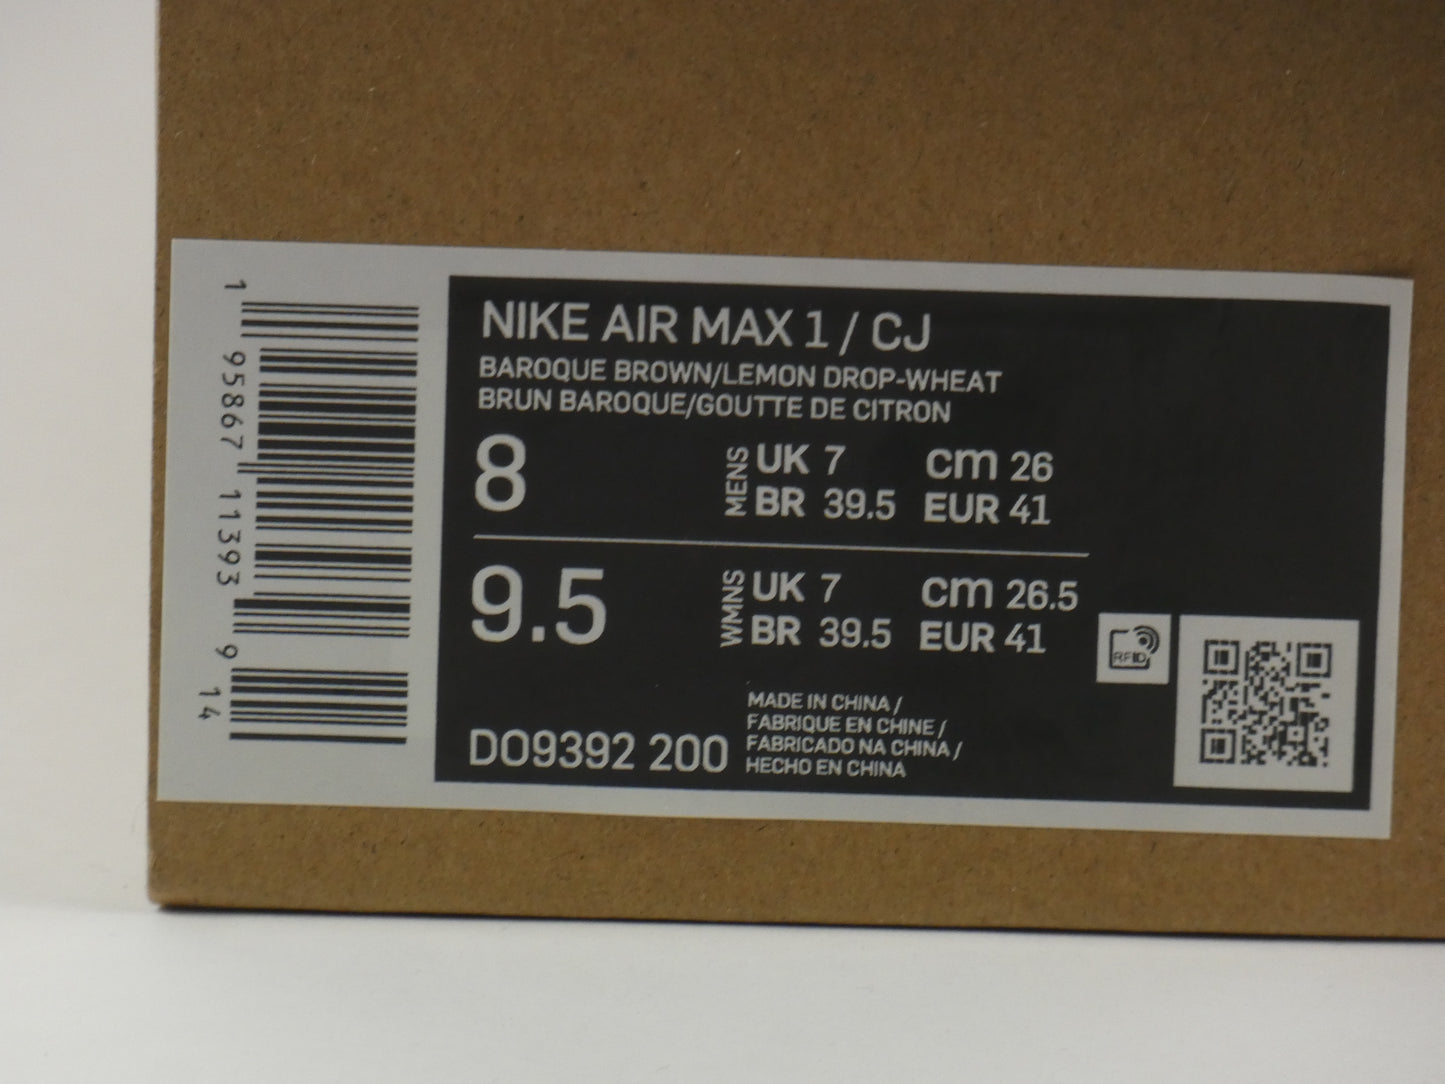 1 95867 11393 9 14
NIKE AIR MAX 1 / CJ
BAROQUE BROWN/LEMON DROP-WHEAT
BRUN BAROQUE/GOUTTE DE CITRON
8 MENS UK 7 cm 26
BR 39.5 EUR 41
9.5 WMNS UK 7 cm 26.5
BR 39.5 EUR 41
RFID
MADE IN CHINA /
FABRIQUE EN CHINE /
FABRICADO NA CHINA /
HECHO EN CHINA
DO9392 200